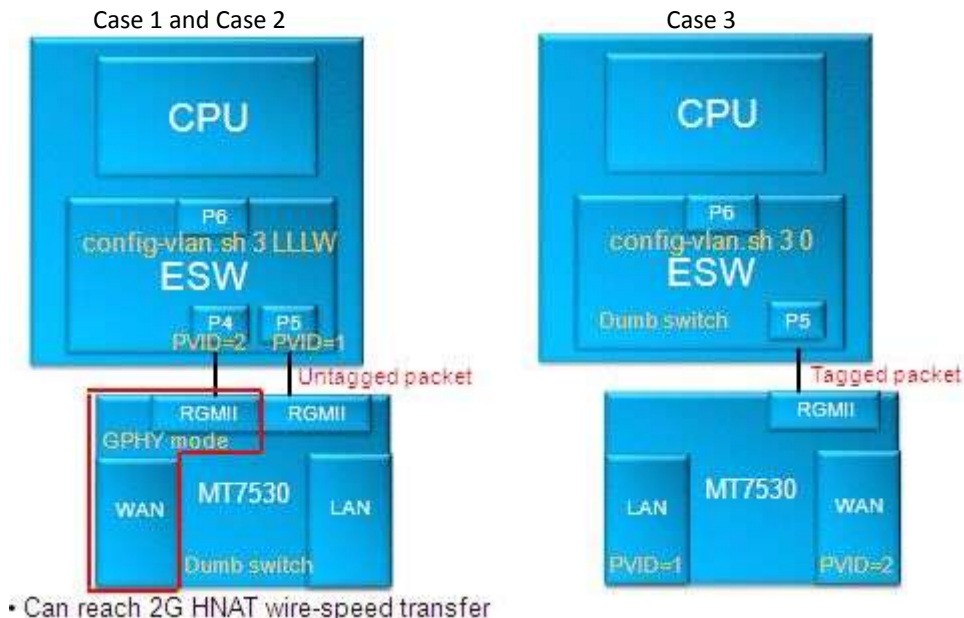 Case 1 and Case 2
CPU
P6
config-vlan.sh 3 LLLW
ESW
P4
P5
PVID=2
PVID=1
Untagged packet
RGMII
RGMII
GPHY mode
WAN
MT7530
LAN
Dumb switch
• Can reach 2G HNAT wire-speed transfer
Case 3
CPU
P6
config-vlan.sh 3 0
ESW
Dumb switch
P5
Tagged packet
RGMII
LAN
MT7530
WAN
PVID=1
PVID=2